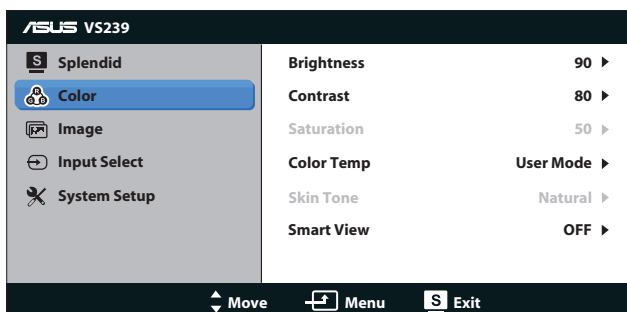 ASUS VS239
S Splendid
R G B Color
Image
Input Select
System Setup
Brightness 90
Contrast 80
Saturation 50
Color Temp User Mode
Skin Tone Natural
Smart View OFF
Move Menu S Exit